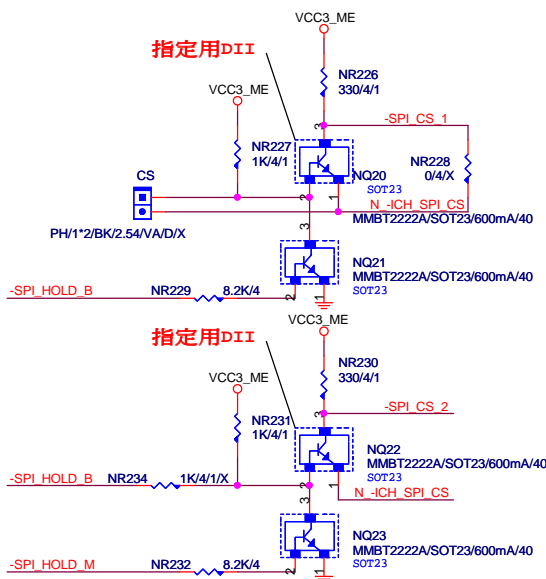 VCC3_ME
指定用DII
NR226
330/4/1
VCC3_ME
-SPI_CS_1
3
NR227
1K/4/1
NR228
0/4/X
CS
NQ20
SOT23
2
1
N_-ICH_SPI_CS
MMBT2222A/SOT23/600mA/40
PH/1*2/BK/2.54/VA/D/X
3
NQ21
MMBT2222A/SOT23/600mA/40
SOT23
-SPI_HOLD_B
NR229
8.2K/4
2
1
VCC3_ME
指定用DII
NR230
330/4/1
VCC3_ME
-SPI_CS_2
3
NR231
1K/4/1
NQ22
MMBT2222A/SOT23/600mA/40
SOT23
-SPI_HOLD_B
NR234
1K/4/1/X
2
1
N_-ICH_SPI_CS
3
NQ23
MMBT2222A/SOT23/600mA/40
SOT23
-SPI_HOLD_M
NR232
8.2K/4
2
1